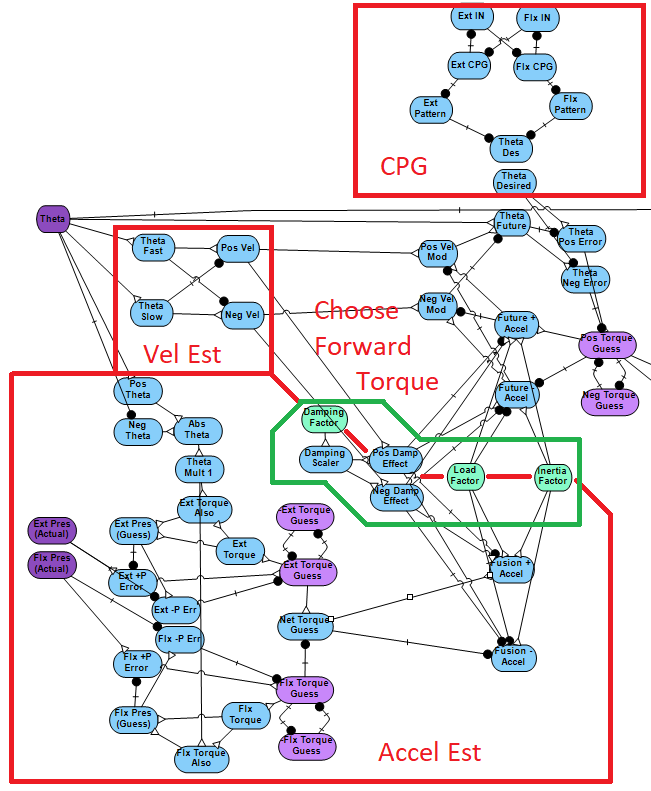 Ext IN
Flx IN
Ext CPG
Flx CPG
Ext
Pattern
Flx
Pattern
Theta
Des
CPG
Theta
Desired
Theta
Theta
Future
Theta
Pos Error
Theta
Neg Error
Theta
Fast
Pos Vel
Pos Vel
Mod
Theta
Slow
Neg Vel
Neg Vel
Mod
Vel Est
Choose
Forward
Torque
Future +
Accel
Pos Torque
Guess
Future -
Accel
Neg Torque
Guess
Pos
Theta
Neg
Theta
Abs
Theta
Theta
Mult 1
Damping
Factor
Damping
Scaler
Pos Damp
Effect
Neg Damp
Effect
Load
Factor
Inertia
Factor
Ext Torque
Also
Ext Pres
(Actual)
Ext Pres
(Guess)
-Ext Torque
Guess
Flx Pres
(Actual)
Ext
Torque
Ext +P
Error
Ext Torque
Guess
Fusion +
Accel
Ext -P Err
Net Torque
Guess
Flx -P Err
Flx +P
Error
Fusion -
Accel
Flx Torque
Guess
Flx Pres
(Guess)
Flx
Torque
-Flx Torque
Guess
Flx Torque
Also
Accel Est